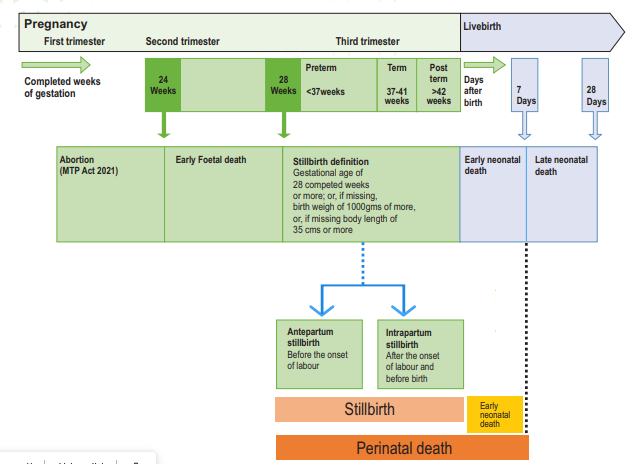 Pregnancy
First trimester
Second trimester
Third trimester
Livebirth
Completed weeks
of gestation
24
Weeks
28
Weeks
Preterm
<37weeks
Term
37-41
weeks
Post
term
>42
weeks
Days
after
birth
7
Days
28
Days
Abortion
(MTP Act 2021)
Early Foetal death
Stillbirth definition
Gestational age of
28 competed weeks
or more; or, if missing,
birth weigh of 1000gms of more,
or, if missing body length of
35 cms or more
Early neonatal
death
Late neonatal
death
Antepartum
stillbirth
Before the onset
of labour
Intrapartum
stillbirth
After the onset
of labour and
before birth
Stillbirth
Early
neonatal
death
Perinatal death